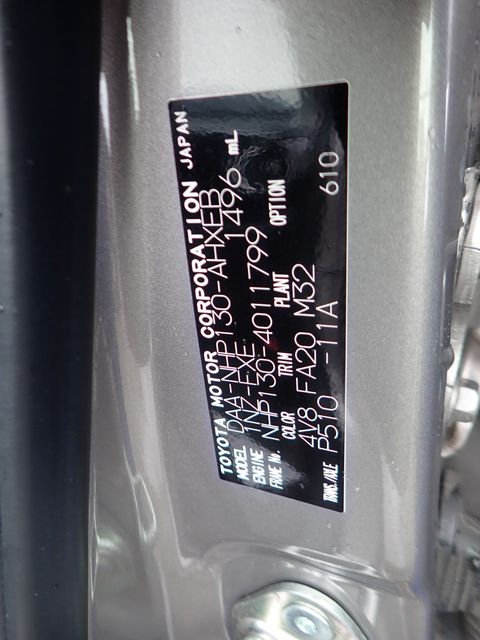 TOYOTA MOTOR CORPORATION JAPAN
MODEL DAA-NHP130-AHXEB
ENGINE 1NZ-FXE 1496 mL
FRAME No. NHP130-4011799
COLOR TRIM PLANT OPTION
4V8 FA20 M32
TRANS./AXLE P510 -11A 610